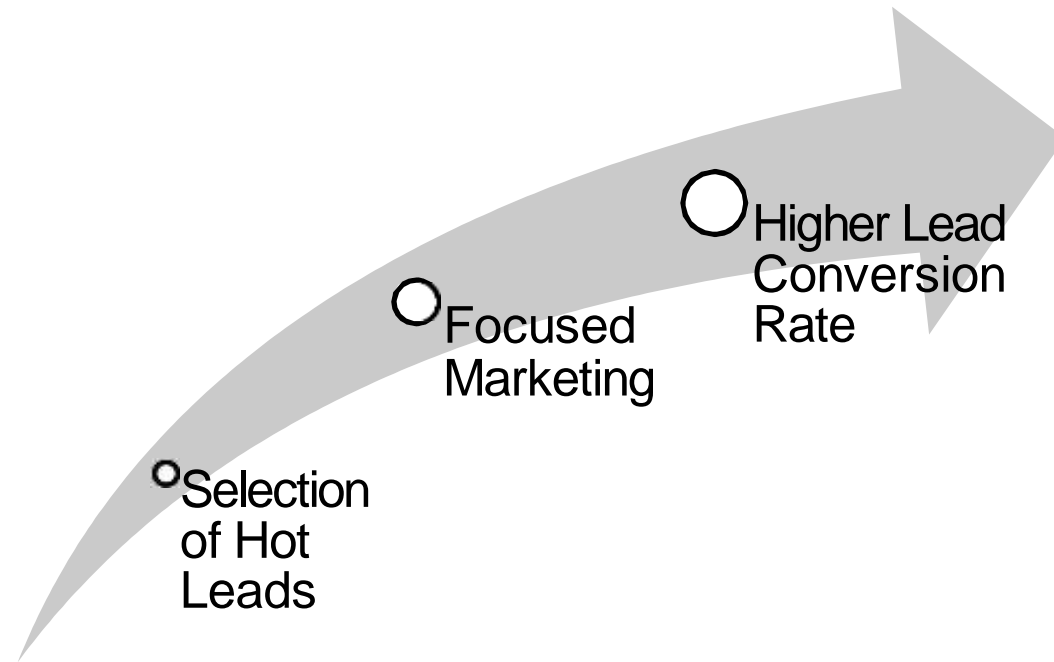 Selection
of Hot
Leads
Focused
Marketing
Higher Lead
Conversion
Rate